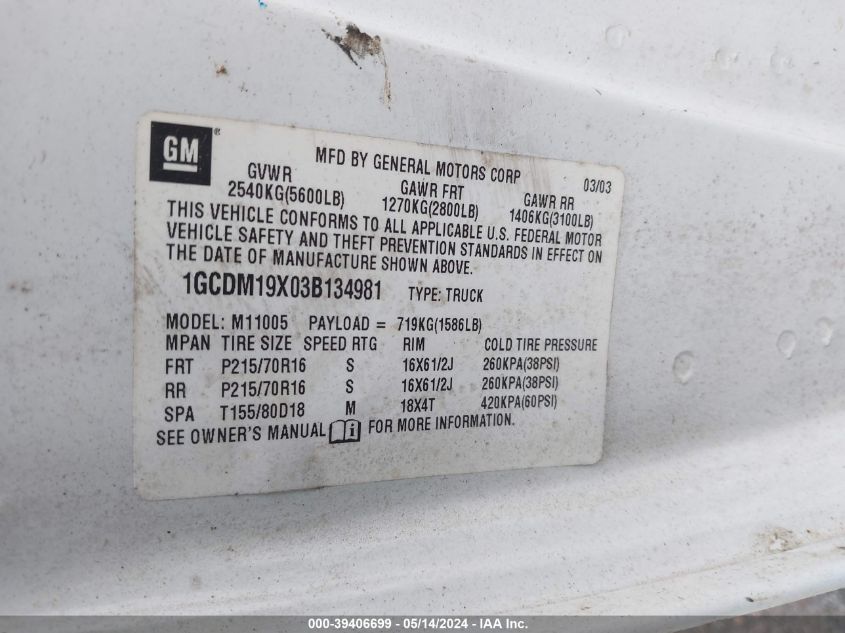 GM®
MFD BY GENERAL MOTORS CORP 03/03
GVWR GAWR FRT GAWR RR
2540KG(5600LB) 1270KG(2800LB) 1406KG(3100LB)
THIS VEHICLE CONFORMS TO ALL APPLICABLE U.S. FEDERAL MOTOR
VEHICLE SAFETY AND THEFT PREVENTION STANDARDS IN EFFECT ON
THE DATE OF MANUFACTURE SHOWN ABOVE.
1GCDM19X03B134981 TYPE: TRUCK
MODEL: M11005 PAYLOAD = 719KG(1586LB)
MPAN TIRE SIZE SPEED RTG RIM COLD TIRE PRESSURE
FRT P215/70R16 S 16X61/2J 260KPA(38PSI)
RR P215/70R16 S 16X61/2J 260KPA(38PSI)
SPA T155/80D18 M 18X4T 420KPA(60PSI)
SEE OWNER'S MANUAL i FOR MORE INFORMATION.
000-39406699 - 05/14/2024 - IAA Inc.